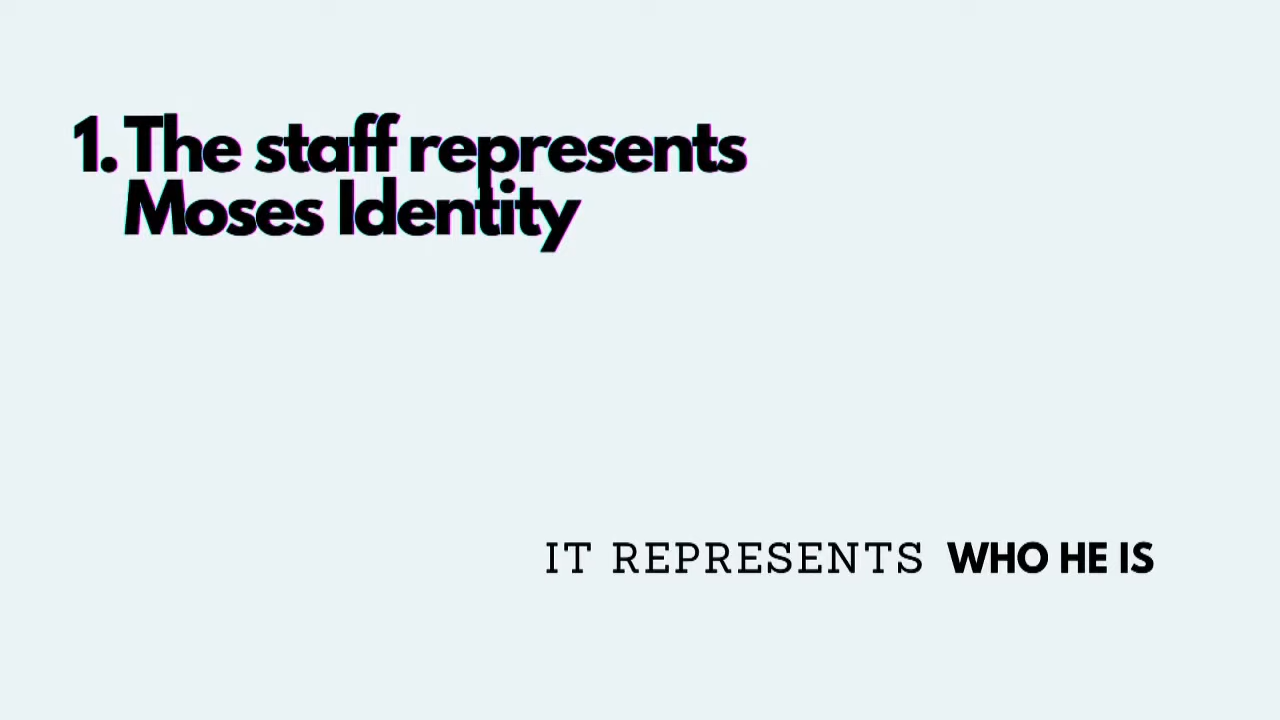 1. The staff represents
Moses Identity
IT REPRESENTS WHO HE IS